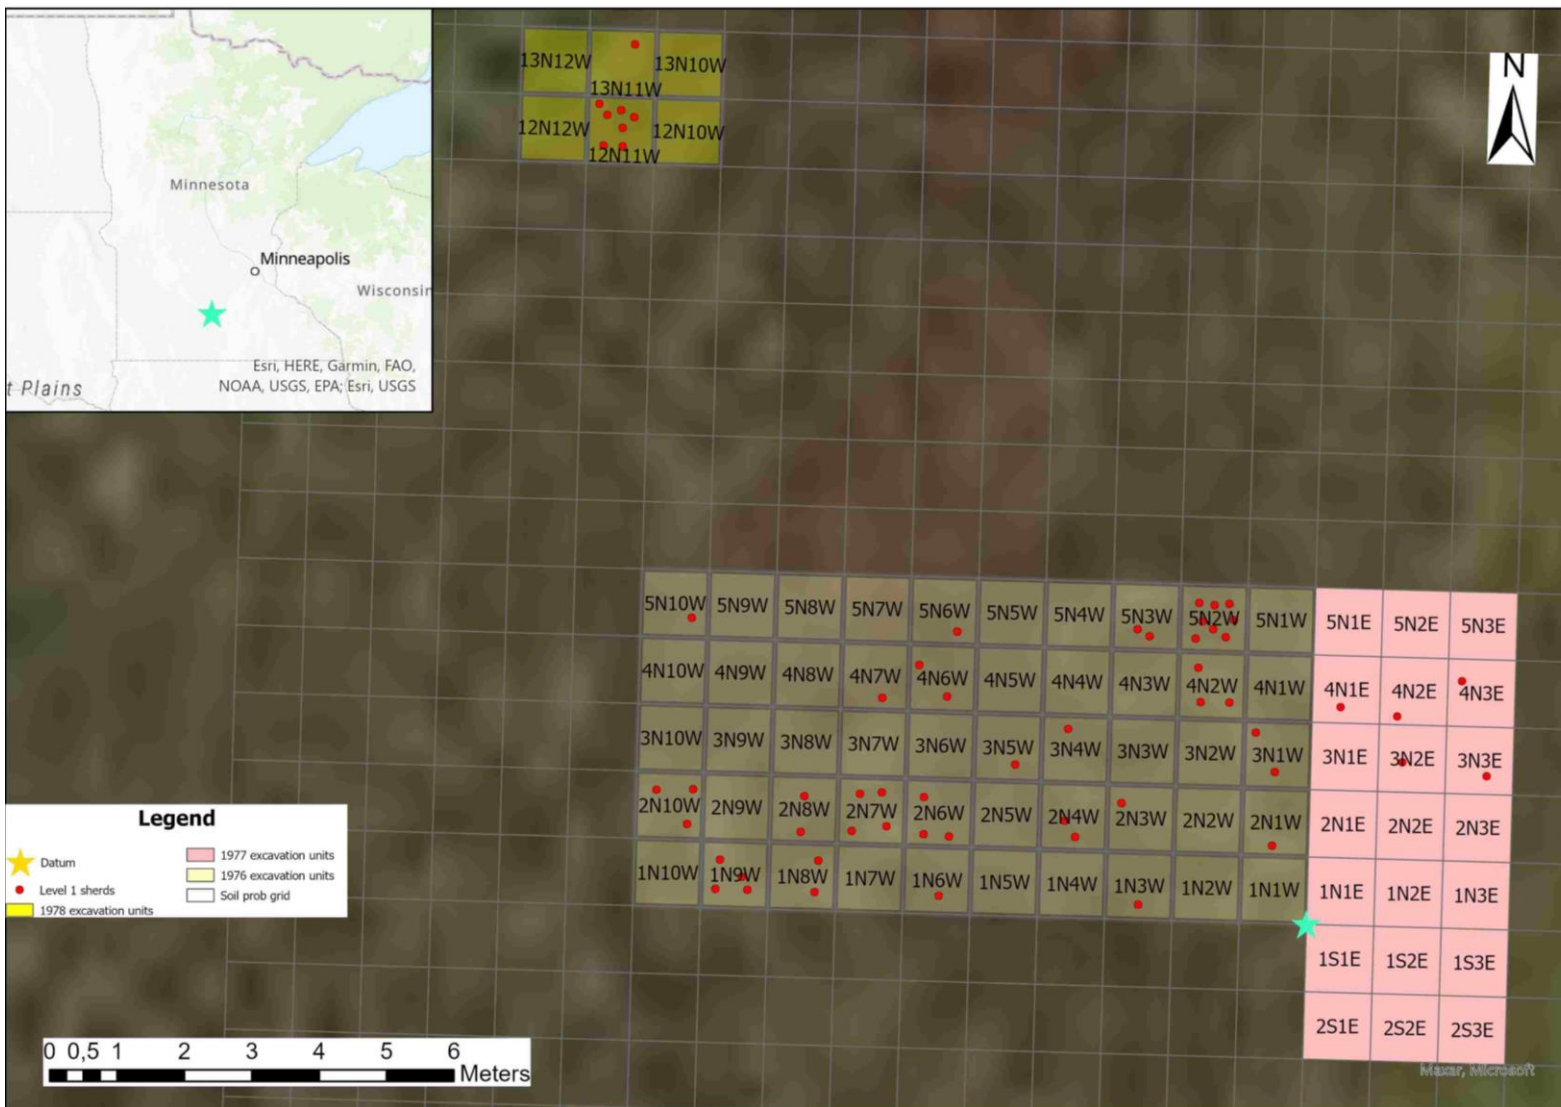 Minnesota
Minneapolis
Wisconsin
Esri, HERE, Garmin, FAO,
NOAA, USGS, EPA; Esri, USGS
t Plains
N
13N12W 13N11W 13N10W
12N12W 12N11W 12N10W
5N10W 5N9W 5N8W 5N7W 5N6W 5N5W 5N4W 5N3W 5N2W 5N1W 5N1E 5N2E 5N3E
4N10W 4N9W 4N8W 4N7W 4N6W 4N5W 4N4W 4N3W 4N2W 4N1W 4N1E 4N2E 4N3E
3N10W 3N9W 3N8W 3N7W 3N6W 3N5W 3N4W 3N3W 3N2W 3N1W 3N1E 3N2E 3N3E
2N10W 2N9W 2N8W 2N7W 2N6W 2N5W 2N4W 2N3W 2N2W 2N1W 2N1E 2N2E 2N3E
1N10W 1N9W 1N8W 1N7W 1N6W 1N5W 1N4W 1N3W 1N2W 1N1W 1N1E 1N2E 1N3E
1S1E 1S2E 1S3E
2S1E 2S2E 2S3E
Legend
Datum
Level 1 sherds
1978 excavation units
1977 excavation units
1976 excavation units
Soil prob grid
0 0,5 1 2 3 4 5 6
Meters
Maxar, Microsoft